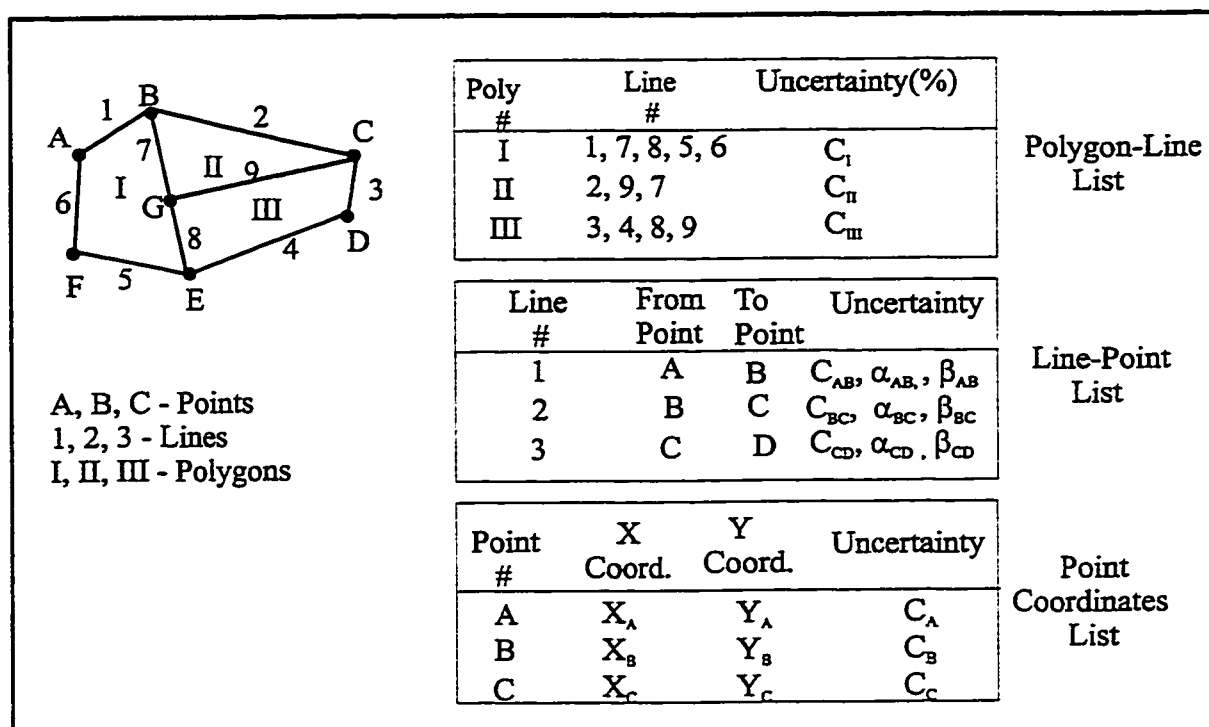 B
1
2
A
C
7
II
9
3
6
I
G
III
D
8
4
F
5
E
A, B, C - Points
1, 2, 3 - Lines
I, II, III - Polygons
Poly # Line # Uncertainty(%)
I 1, 7, 8, 5, 6 C_I
II 2, 9, 7 C_II
III 3, 4, 8, 9 C_III
Polygon-Line
List
Line # From Point To Point Uncertainty
1 A B C_AB, α_AB,, β_AB
2 B C C_BC, α_BC, β_BC
3 C D C_CD, α_CD , β_CD
Line-Point
List
Point # X Coord. Y Coord. Uncertainty
A X_A Y_A C_A
B X_B Y_B C_B
C X_C Y_C C_C
Point
Coordinates
List